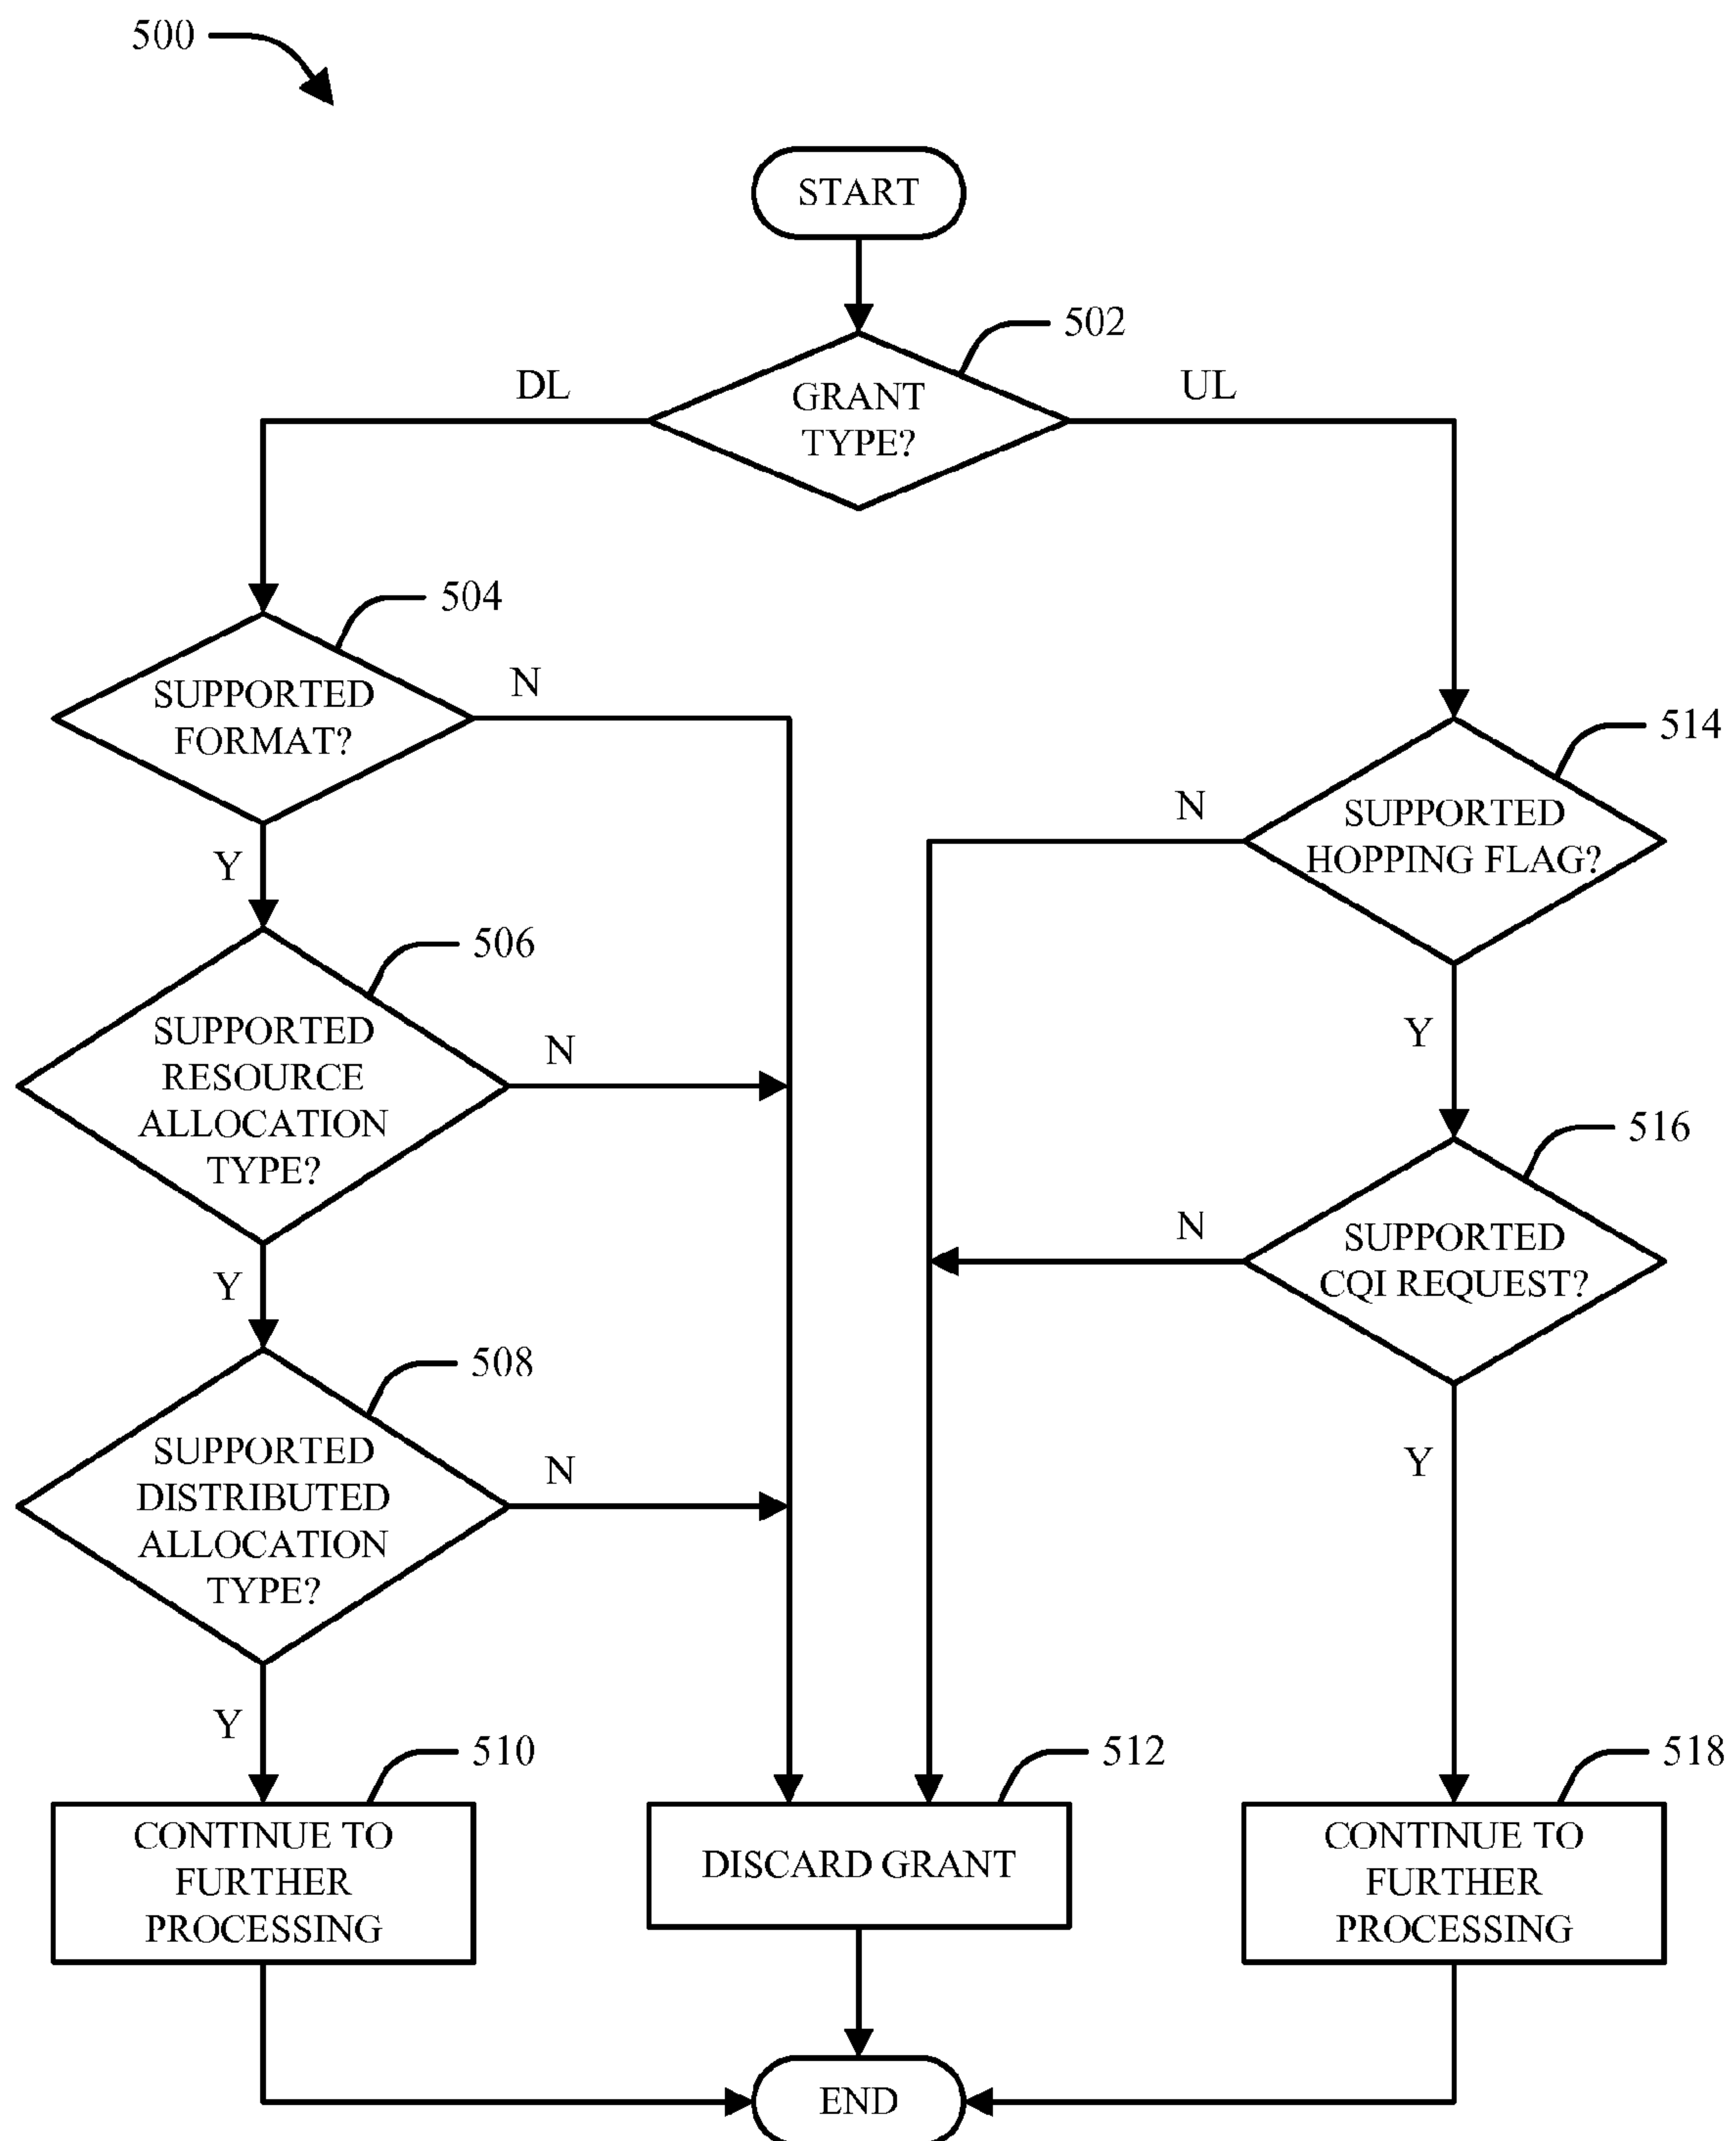 500
START
502
GRANT
TYPE?
DL
UL
504
SUPPORTED
FORMAT?
N
Y
506
SUPPORTED
RESOURCE
ALLOCATION
TYPE?
N
Y
508
SUPPORTED
DISTRIBUTED
ALLOCATION
TYPE?
N
Y
510
CONTINUE TO
FURTHER
PROCESSING
512
DISCARD GRANT
514
SUPPORTED
HOPPING FLAG?
N
Y
516
SUPPORTED
CQI REQUEST?
N
Y
518
CONTINUE TO
FURTHER
PROCESSING
END